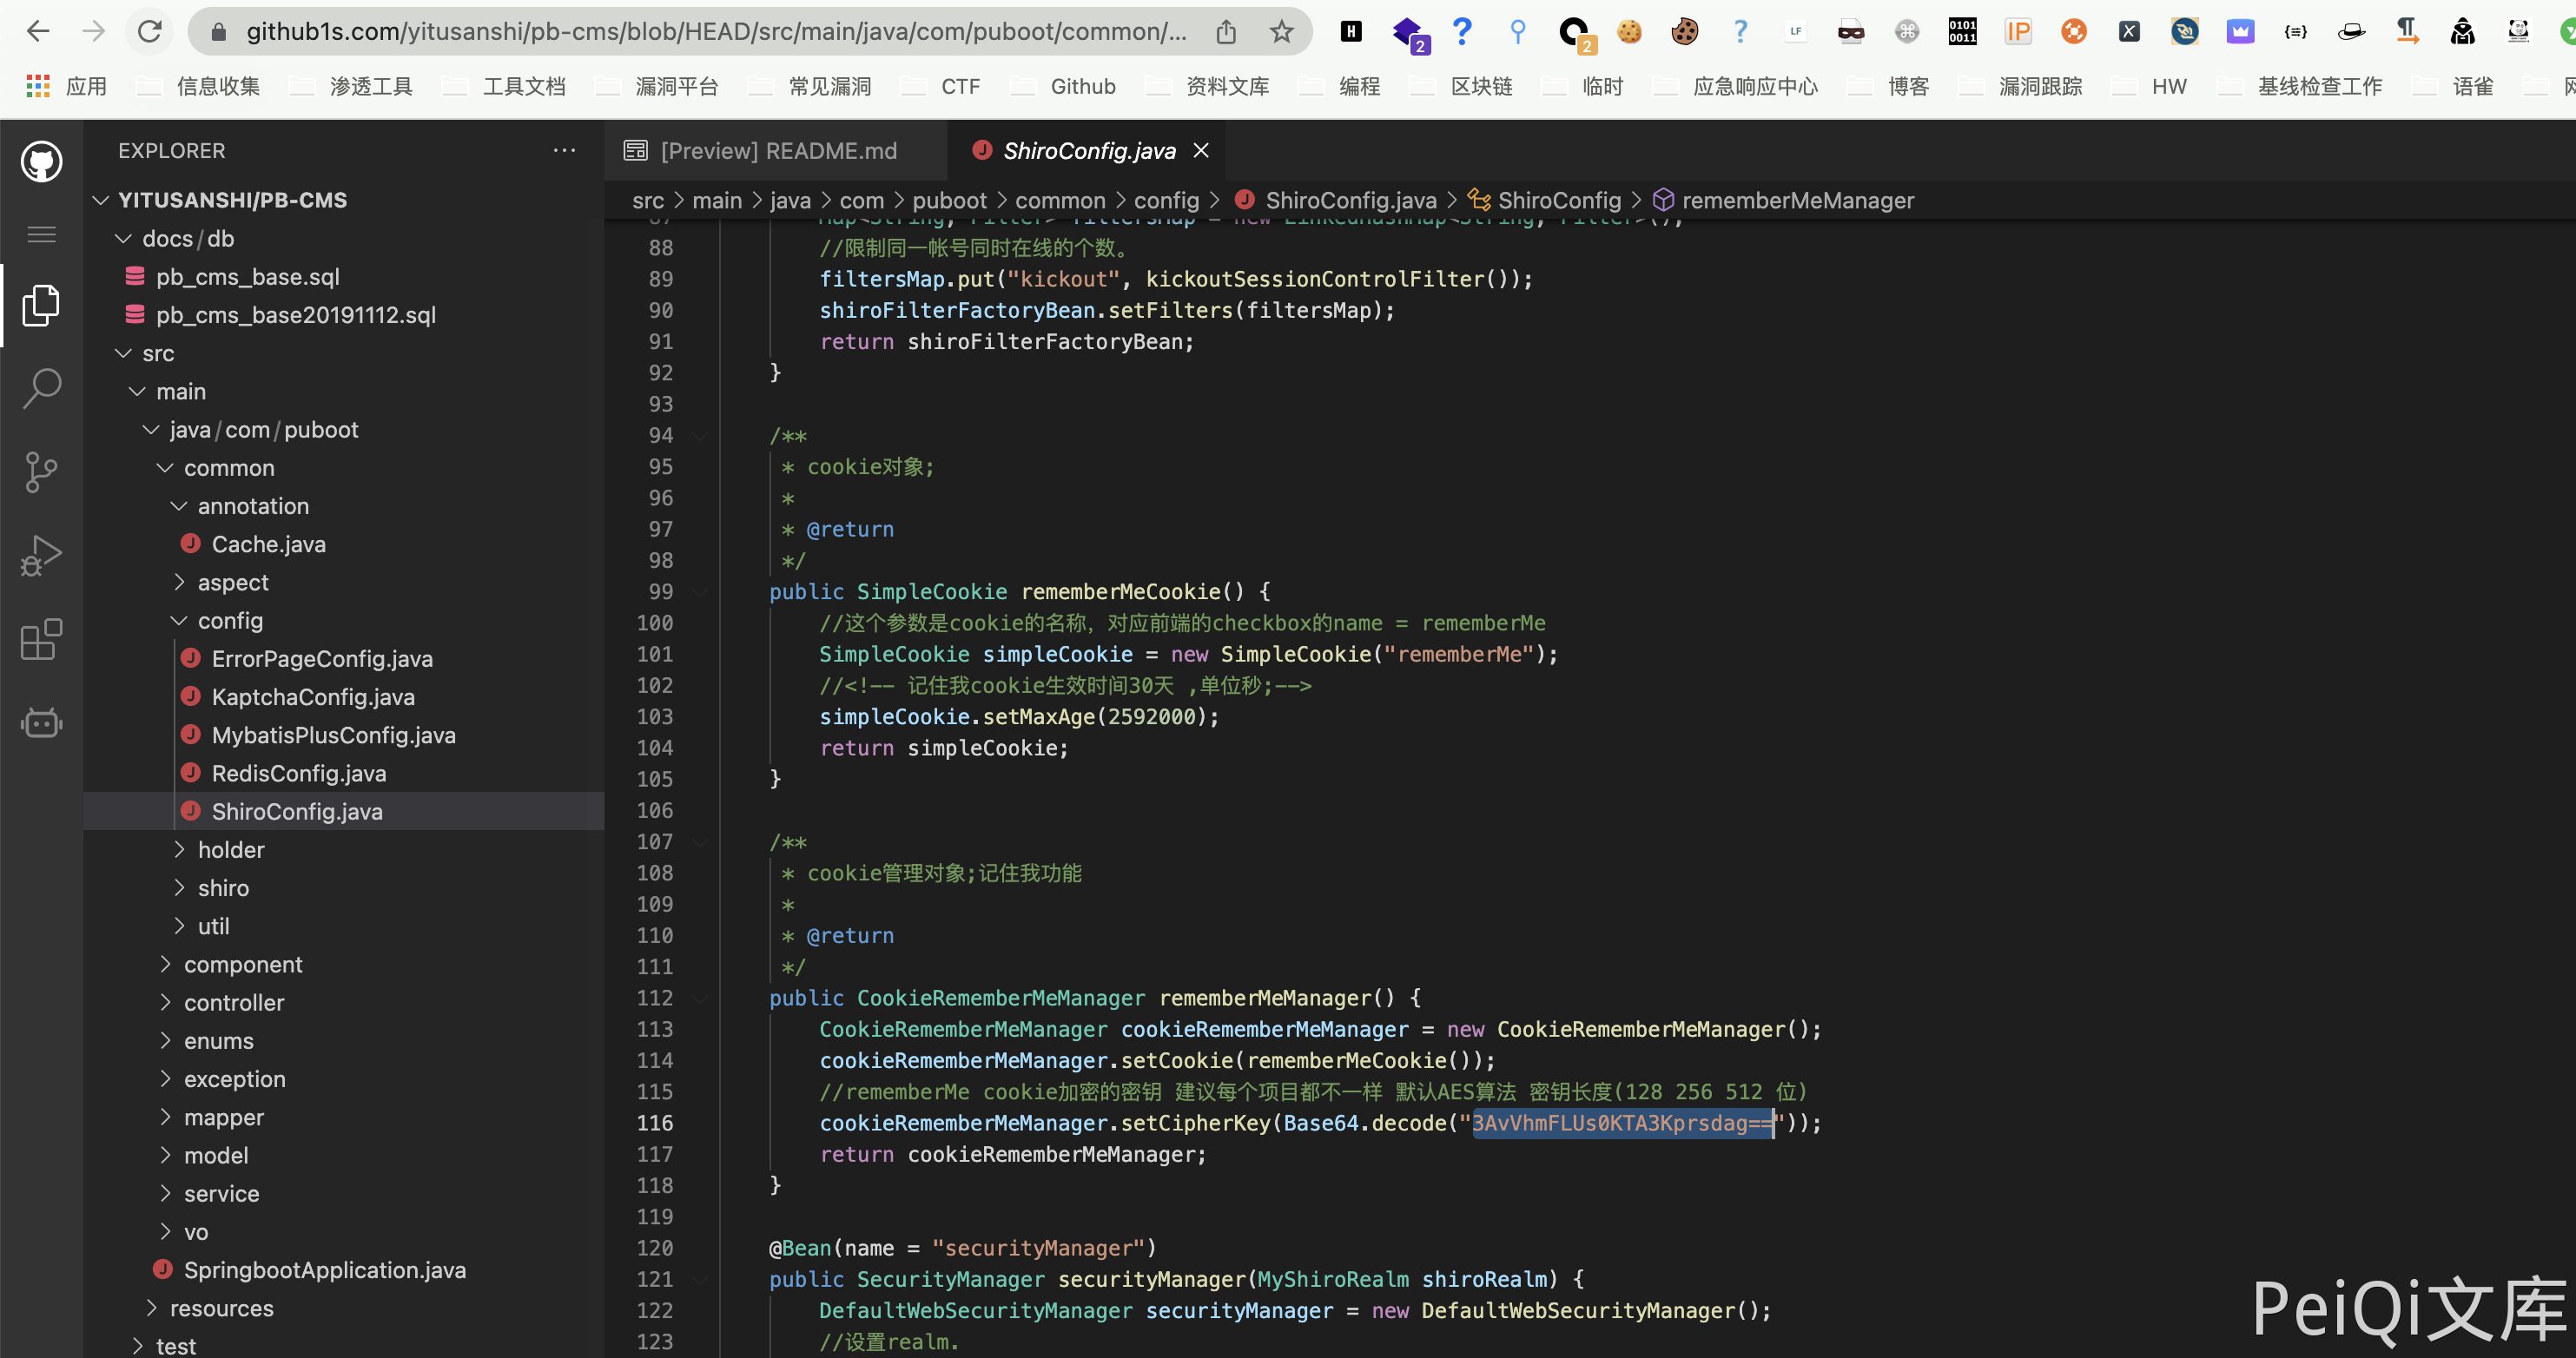 github1s.com/yitusanshi/pb-cms/blob/HEAD/src/main/java/com/puboot/common/...
H
2
2
LF
0101
0011
IP
X
应用 信息收集 渗透工具 工具文档 漏洞平台 常见漏洞 CTF Github 资料文库 编程 区块链 临时 应急响应中心 博客 漏洞跟踪 HW 基线检查工作 语雀
EXPLORER
YITUSANSHI/PB-CMS
docs/db
pb_cms_base.sql
pb_cms_base20191112.sql
src
main
java/com/puboot
common
annotation
Cache.java
aspect
config
ErrorPageConfig.java
KaptchaConfig.java
MybatisPlusConfig.java
RedisConfig.java
ShiroConfig.java
holder
shiro
util
component
controller
enums
exception
mapper
model
service
vo
SpringbootApplication.java
resources
test
[Preview] README.md
ShiroConfig.java
src > main > java > com > puboot > common > config > ShiroConfig.java > ShiroConfig > rememberMeManager
87 Map<String, Filter> filtersMap = new LinkedHashMap<String, Filter>();
88 //限制同一帐号同时在线的个数。
89 filtersMap.put("kickout", kickoutSessionControlFilter());
90 shiroFilterFactoryBean.setFilters(filtersMap);
91 return shiroFilterFactoryBean;
92 }
93
94 /**
95 * cookie对象;
96 *
97 * @return
98 */
99 public SimpleCookie rememberMeCookie() {
100 //这个参数是cookie的名称，对应前端的checkbox的name = rememberMe
101 SimpleCookie simpleCookie = new SimpleCookie("rememberMe");
102 //<!-- 记住我cookie生效时间30天 ,单位秒;-->
103 simpleCookie.setMaxAge(2592000);
104 return simpleCookie;
105 }
106
107 /**
108 * cookie管理对象;记住我功能
109 *
110 * @return
111 */
112 public CookieRememberMeManager rememberMeManager() {
113 CookieRememberMeManager cookieRememberMeManager = new CookieRememberMeManager();
114 cookieRememberMeManager.setCookie(rememberMeCookie());
115 //rememberMe cookie加密的密钥 建议每个项目都不一样 默认AES算法 密钥长度(128 256 512 位)
116 cookieRememberMeManager.setCipherKey(Base64.decode("3AvVhmFLUs0KTA3Kprsdag=="));
117 return cookieRememberMeManager;
118 }
119
120 @Bean(name = "securityManager")
121 public SecurityManager securityManager(MyShiroRealm shiroRealm) {
122 DefaultWebSecurityManager securityManager = new DefaultWebSecurityManager();
123 //设置realm.
PeiQi文库